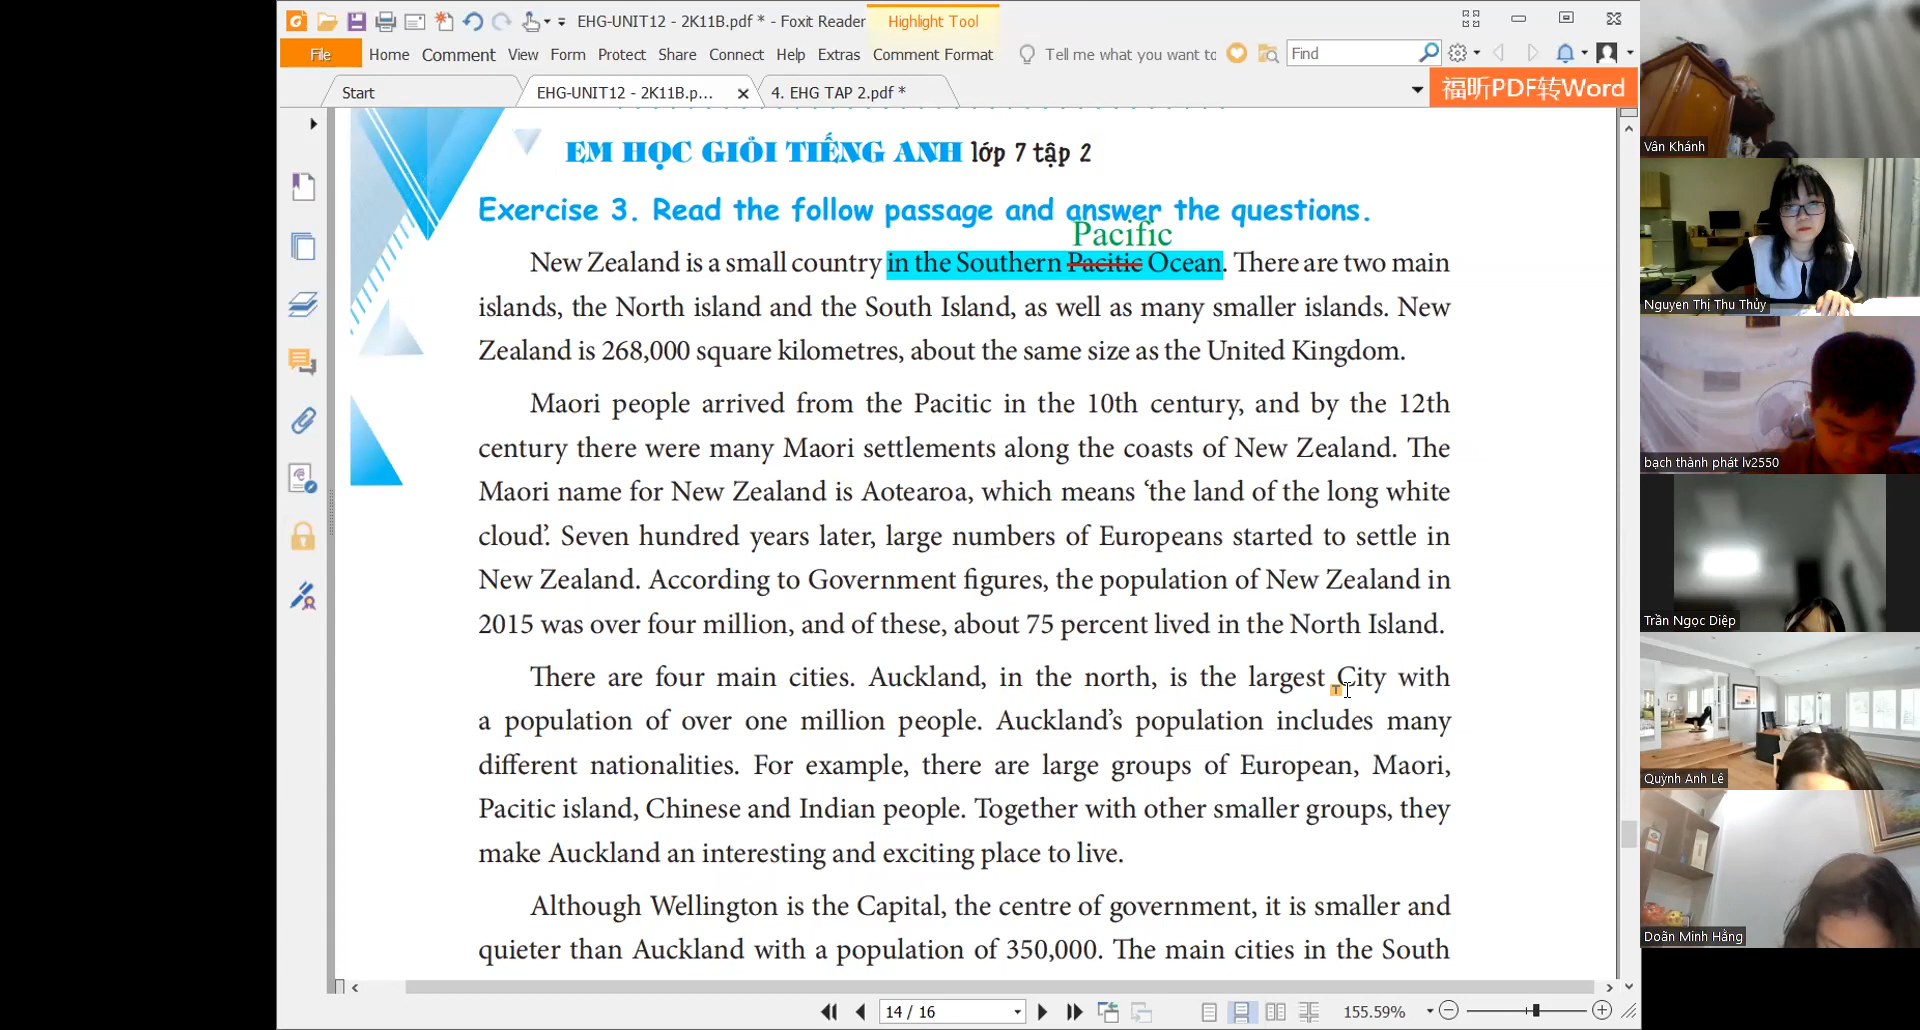 EHG-UNIT12 - 2K11B.pdf * - Foxit Reader
Highlight Tool
File Home Comment View Form Protect Share Connect Help Extras Comment Format
Tell me what you want to
Find
Start
EHG-UNIT12 - 2K11B.p...
4. EHG TAP 2.pdf *
福昕PDF转Word
EM HỌC GIỎI TIẾNG ANH lớp 7 tập 2
Exercise 3. Read the follow passage and answer the questions.
Pacific
New Zealand is a small country in the Southern Pacitic Ocean. There are two main
islands, the North island and the South Island, as well as many smaller islands. New
Zealand is 268,000 square kilometres, about the same size as the United Kingdom.
Maori people arrived from the Pacitic in the 10th century, and by the 12th
century there were many Maori settlements along the coasts of New Zealand. The
Maori name for New Zealand is Aotearoa, which means ‘the land of the long white
cloud’. Seven hundred years later, large numbers of Europeans started to settle in
New Zealand. According to Government figures, the population of New Zealand in
2015 was over four million, and of these, about 75 percent lived in the North Island.
There are four main cities. Auckland, in the north, is the largest City with
a population of over one million people. Auckland’s population includes many
different nationalities. For example, there are large groups of European, Maori,
Pacitic island, Chinese and Indian people. Together with other smaller groups, they
make Auckland an interesting and exciting place to live.
Although Wellington is the Capital, the centre of government, it is smaller and
quieter than Auckland with a population of 350,000. The main cities in the South
14 / 16
155.59%
Vân Khánh
Nguyen Thị Thu Thủy
bạch thành phát lv2550
Trần Ngọc Diệp
Quỳnh Anh Lê
Doãn Minh Hằng